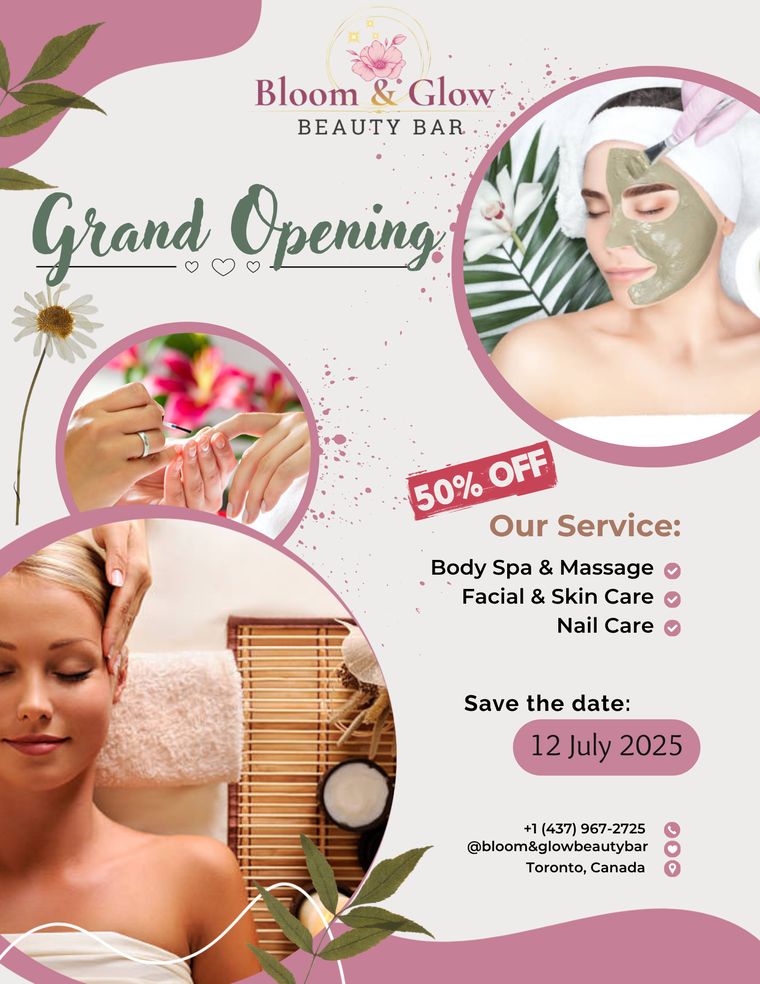 Bloom & Glow
BEAUTY BAR
Grand Opening
50% OFF
Our Service:
Body Spa & Massage
Facial & Skin Care
Nail Care
Save the date:
12 July 2025
+1 (437) 967-2725
@bloom&glowbeautybar
Toronto, Canada